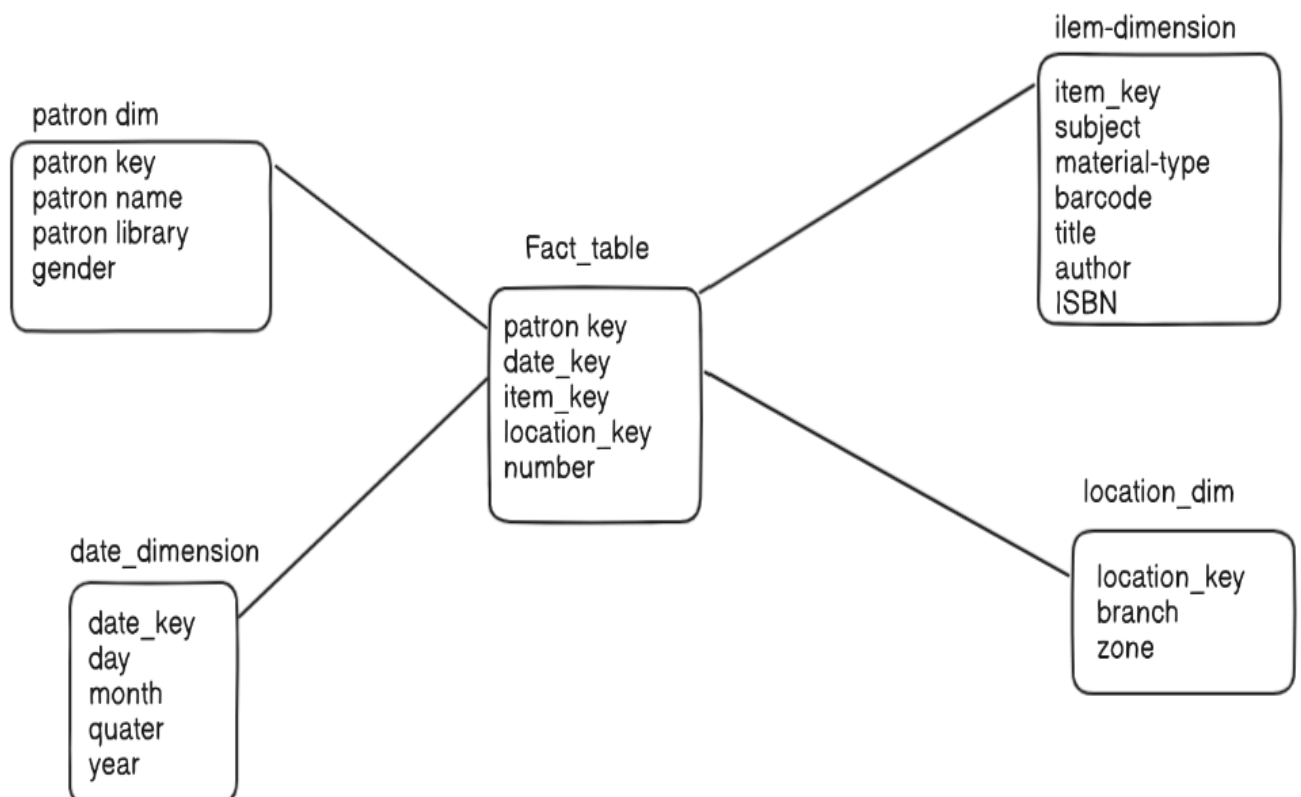 ilem-dimension
item_key
subject
material-type
barcode
title
author
ISBN
patron dim
patron key
patron name
patron library
gender
Fact_table
patron key
date_key
item_key
location_key
number
date_dimension
date_key
day
month
quater
year
location_dim
location_key
branch
zone